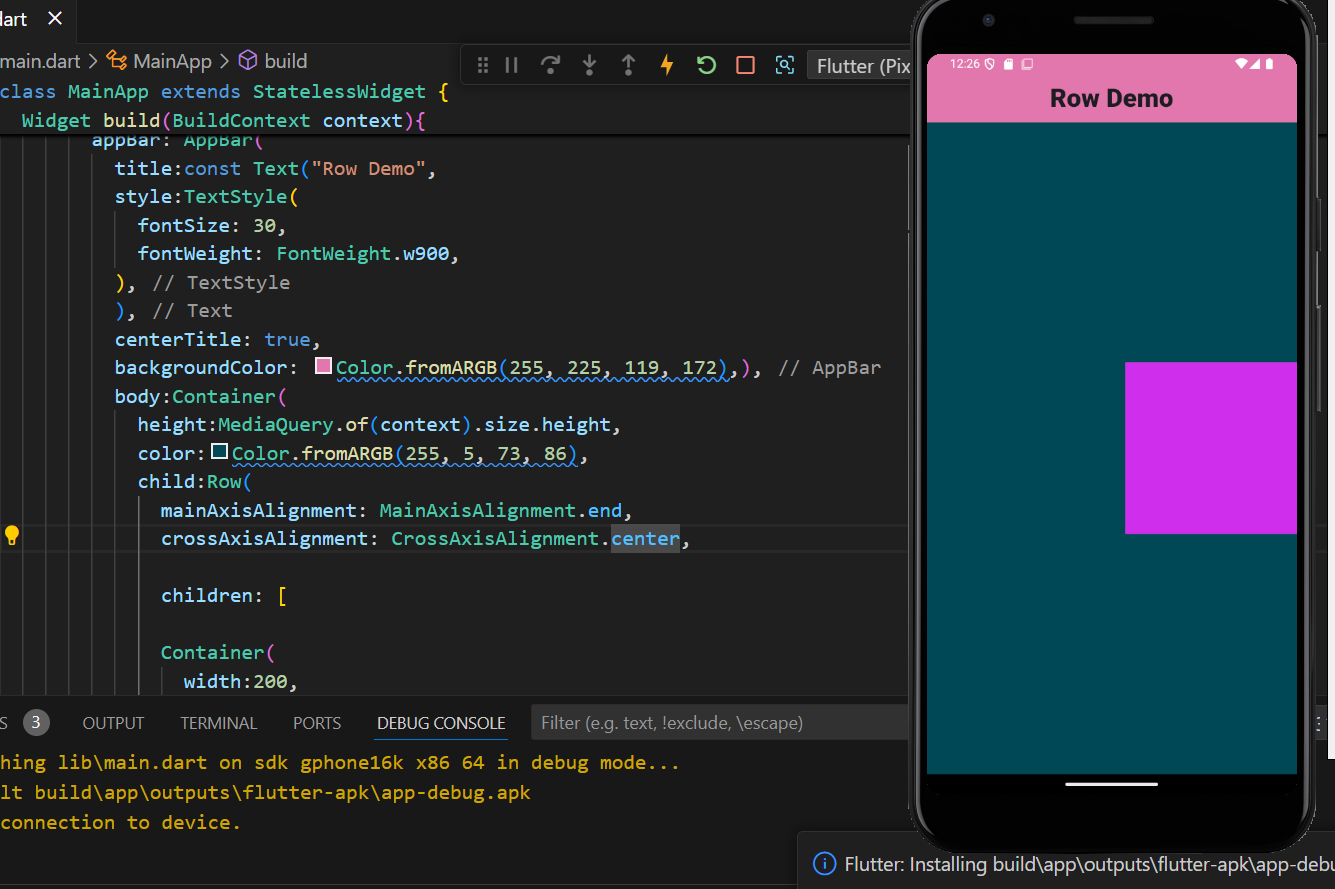 art
main.dart > MainApp > build
Flutter (Pix
class MainApp extends StatelessWidget {
Widget build(BuildContext context){
appBar: AppBar(
title:const Text("Row Demo",
style:TextStyle(
fontSize: 30,
fontWeight: FontWeight.w900,
), // TextStyle
), // Text
centerTitle: true,
backgroundColor: Color.fromARGB(255, 225, 119, 172),), // AppBar
body:Container(
height:MediaQuery.of(context).size.height,
color:Color.fromARGB(255, 5, 73, 86),
child:Row(
mainAxisAlignment: MainAxisAlignment.end,
crossAxisAlignment: CrossAxisAlignment.center,
children: [
Container(
width:200,
S 3 OUTPUT TERMINAL PORTS DEBUG CONSOLE Filter (e.g. text, !exclude, \escape)
hing lib\main.dart on sdk gphone16k x86 64 in debug mode...
lt build\app\outputs\flutter-apk\app-debug.apk
connection to device.
12:26
Row Demo
Flutter: Installing build\app\outputs\flutter-apk\app-debu